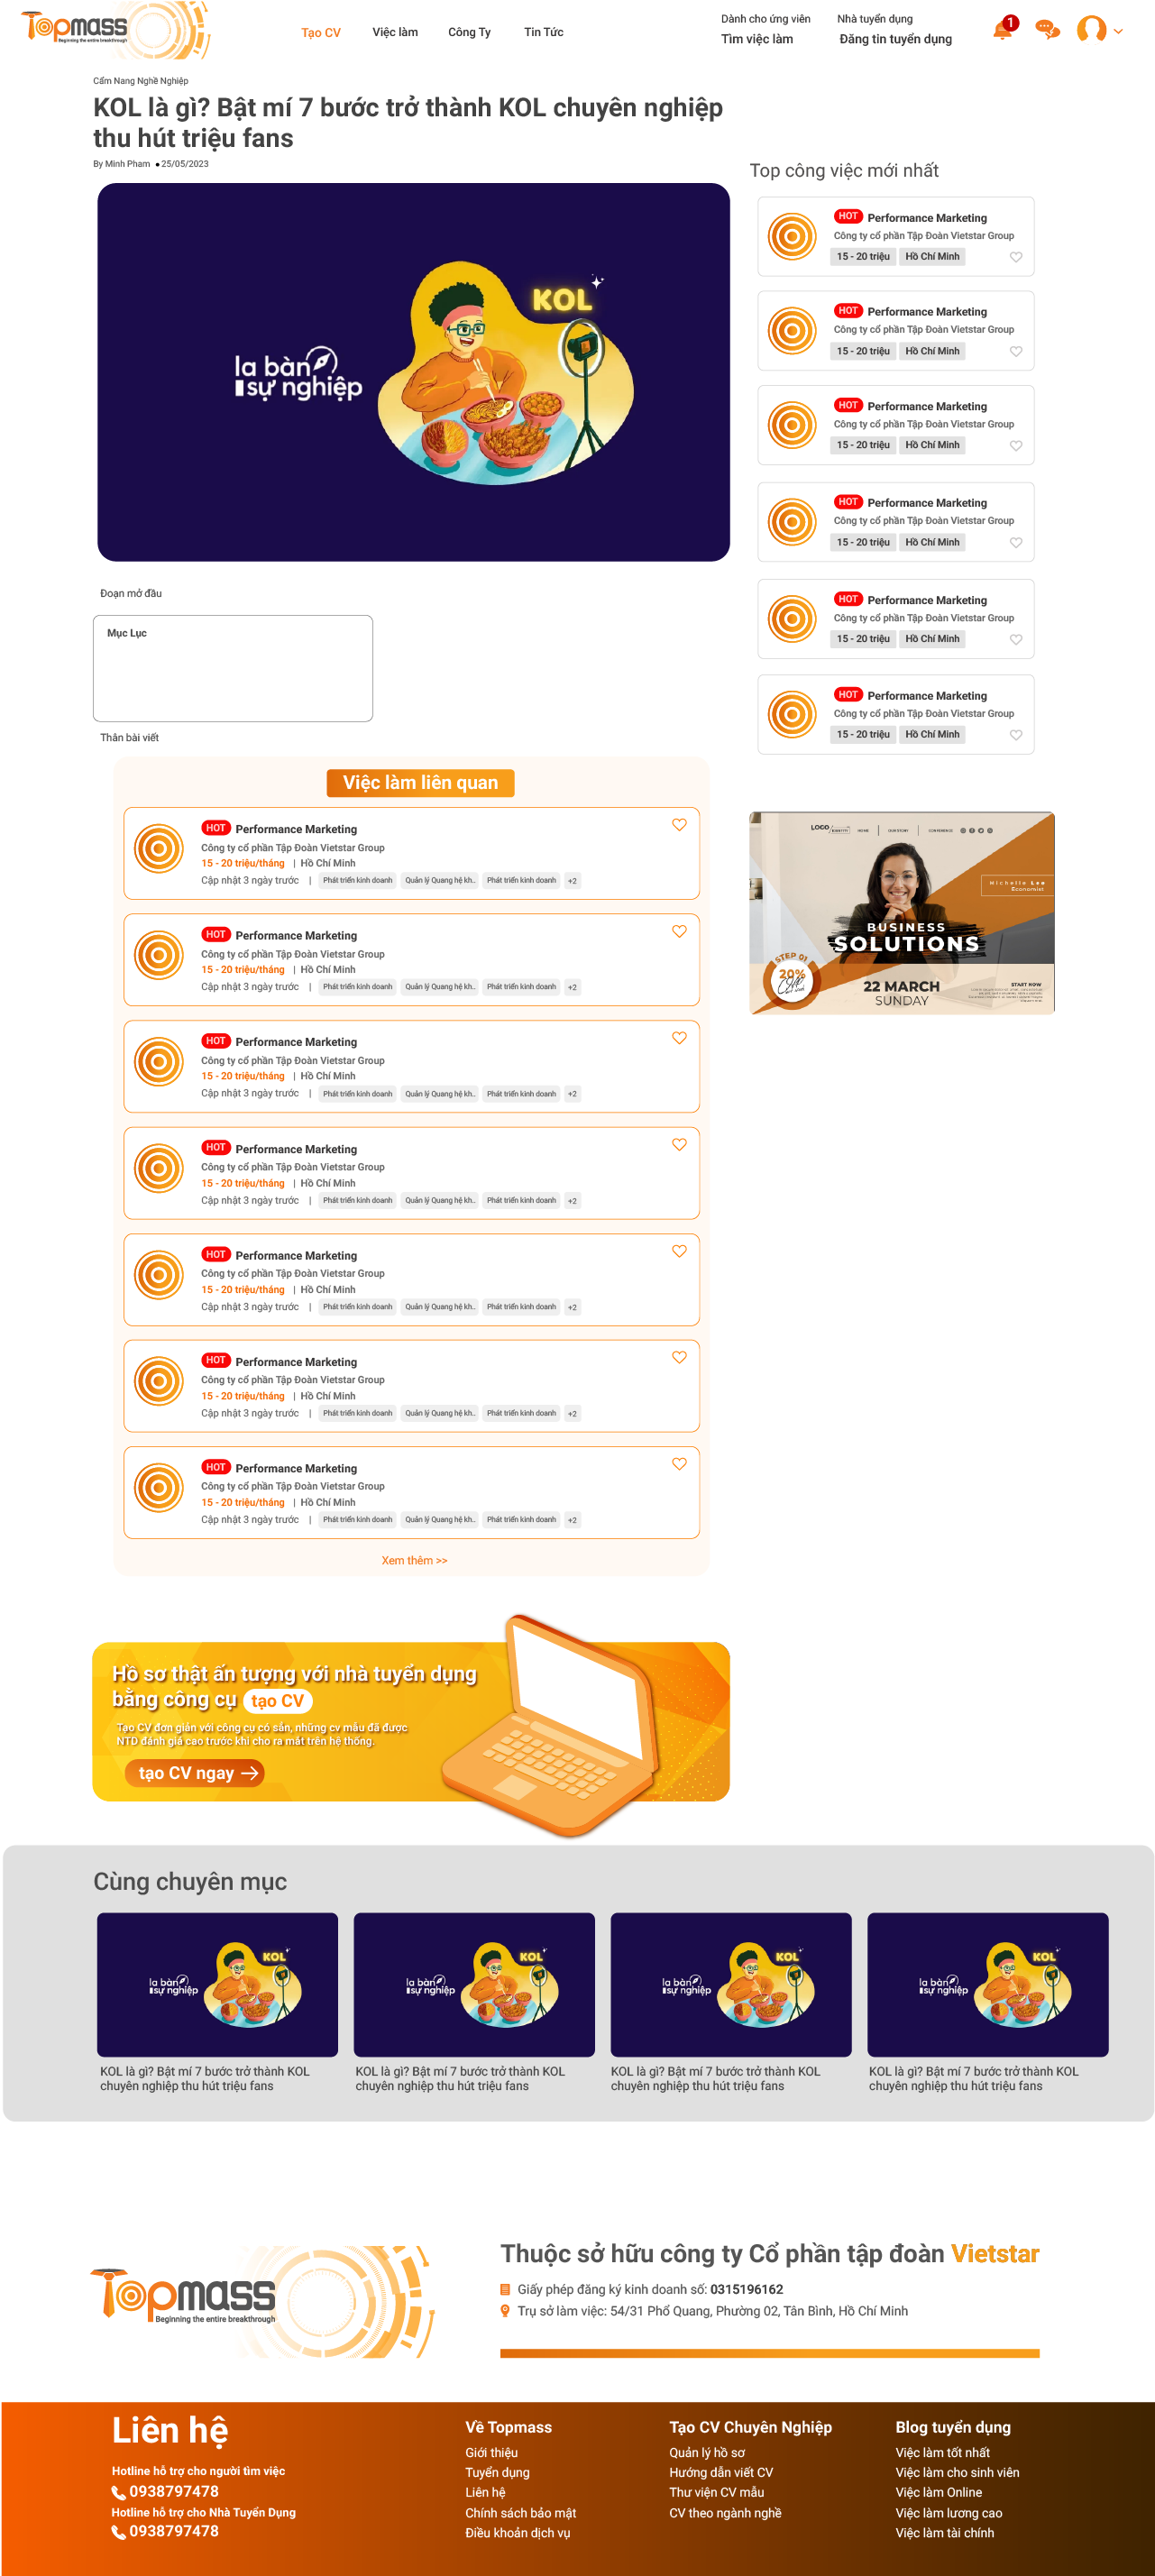 Topmass
Beginning the entire breakthrough
Tạo CV
Việc làm
Công Ty
Tin Tức
Dành cho ứng viên
Tìm việc làm
Nhà tuyển dụng
Đăng tin tuyển dụng
1
Cẩm Nang Nghề Nghiệp
KOL là gì? Bật mí 7 bước trở thành KOL chuyên nghiệp
thu hút triệu fans
By Minh Pham • 25/05/2023
la bàn
sự nghiệp
KOL
Đoạn mở đầu
Mục Lục
Thân bài viết
Việc làm liên quan
HOT Performance Marketing
Công ty cổ phần Tập Đoàn Vietstar Group
15 - 20 triệu/tháng | Hồ Chí Minh
Cập nhật 3 ngày trước | Phát triển kinh doanh Quản lý Quang hệ kh.. Phát triển kinh doanh +2
HOT Performance Marketing
Công ty cổ phần Tập Đoàn Vietstar Group
15 - 20 triệu/tháng | Hồ Chí Minh
Cập nhật 3 ngày trước | Phát triển kinh doanh Quản lý Quang hệ kh.. Phát triển kinh doanh +2
HOT Performance Marketing
Công ty cổ phần Tập Đoàn Vietstar Group
15 - 20 triệu/tháng | Hồ Chí Minh
Cập nhật 3 ngày trước | Phát triển kinh doanh Quản lý Quang hệ kh.. Phát triển kinh doanh +2
HOT Performance Marketing
Công ty cổ phần Tập Đoàn Vietstar Group
15 - 20 triệu/tháng | Hồ Chí Minh
Cập nhật 3 ngày trước | Phát triển kinh doanh Quản lý Quang hệ kh.. Phát triển kinh doanh +2
HOT Performance Marketing
Công ty cổ phần Tập Đoàn Vietstar Group
15 - 20 triệu/tháng | Hồ Chí Minh
Cập nhật 3 ngày trước | Phát triển kinh doanh Quản lý Quang hệ kh.. Phát triển kinh doanh +2
HOT Performance Marketing
Công ty cổ phần Tập Đoàn Vietstar Group
15 - 20 triệu/tháng | Hồ Chí Minh
Cập nhật 3 ngày trước | Phát triển kinh doanh Quản lý Quang hệ kh.. Phát triển kinh doanh +2
HOT Performance Marketing
Công ty cổ phần Tập Đoàn Vietstar Group
15 - 20 triệu/tháng | Hồ Chí Minh
Cập nhật 3 ngày trước | Phát triển kinh doanh Quản lý Quang hệ kh.. Phát triển kinh doanh +2
Xem thêm >>
Top công việc mới nhất
HOT Performance Marketing
Công ty cổ phần Tập Đoàn Vietstar Group
15 - 20 triệu Hồ Chí Minh
HOT Performance Marketing
Công ty cổ phần Tập Đoàn Vietstar Group
15 - 20 triệu Hồ Chí Minh
HOT Performance Marketing
Công ty cổ phần Tập Đoàn Vietstar Group
15 - 20 triệu Hồ Chí Minh
HOT Performance Marketing
Công ty cổ phần Tập Đoàn Vietstar Group
15 - 20 triệu Hồ Chí Minh
HOT Performance Marketing
Công ty cổ phần Tập Đoàn Vietstar Group
15 - 20 triệu Hồ Chí Minh
HOT Performance Marketing
Công ty cổ phần Tập Đoàn Vietstar Group
15 - 20 triệu Hồ Chí Minh
LOGO IDENTITY HOME OUR STORY CONFERENCE
Michelle Lee
Economist
BUSINESS
SOLUTIONS
STEP 01
20%
22 MARCH
SUNDAY
START NOW
Hồ sơ thật ấn tượng với nhà tuyển dụng
bằng công cụ tạo CV
Tạo CV đơn giản với công cụ có sẵn, những cv mẫu đã được
NTD đánh giá cao trước khi cho ra mắt trên hệ thống.
tạo CV ngay
Cùng chuyên mục
la bàn
sự nghiệp
KOL
KOL là gì? Bật mí 7 bước trở thành KOL
chuyên nghiệp thu hút triệu fans
la bàn
sự nghiệp
KOL
KOL là gì? Bật mí 7 bước trở thành KOL
chuyên nghiệp thu hút triệu fans
la bàn
sự nghiệp
KOL
KOL là gì? Bật mí 7 bước trở thành KOL
chuyên nghiệp thu hút triệu fans
la bàn
sự nghiệp
KOL
KOL là gì? Bật mí 7 bước trở thành KOL
chuyên nghiệp thu hút triệu fans
Topmass
Beginning the entire breakthrough
Thuộc sở hữu công ty Cổ phần tập đoàn Vietstar
Giấy phép đăng ký kinh doanh số: 0315196162
Trụ sở làm việc: 54/31 Phổ Quang, Phường 02, Tân Bình, Hồ Chí Minh
Liên hệ
Hotline hỗ trợ cho người tìm việc
0938797478
Hotline hỗ trợ cho Nhà Tuyển Dụng
0938797478
Về Topmass
Giới thiệu
Tuyển dụng
Liên hệ
Chính sách bảo mật
Điều khoản dịch vụ
Tạo CV Chuyên Nghiệp
Quản lý hồ sơ
Hướng dẫn viết CV
Thư viện CV mẫu
CV theo ngành nghề
Blog tuyển dụng
Việc làm tốt nhất
Việc làm cho sinh viên
Việc làm Online
Việc làm lương cao
Việc làm tài chính